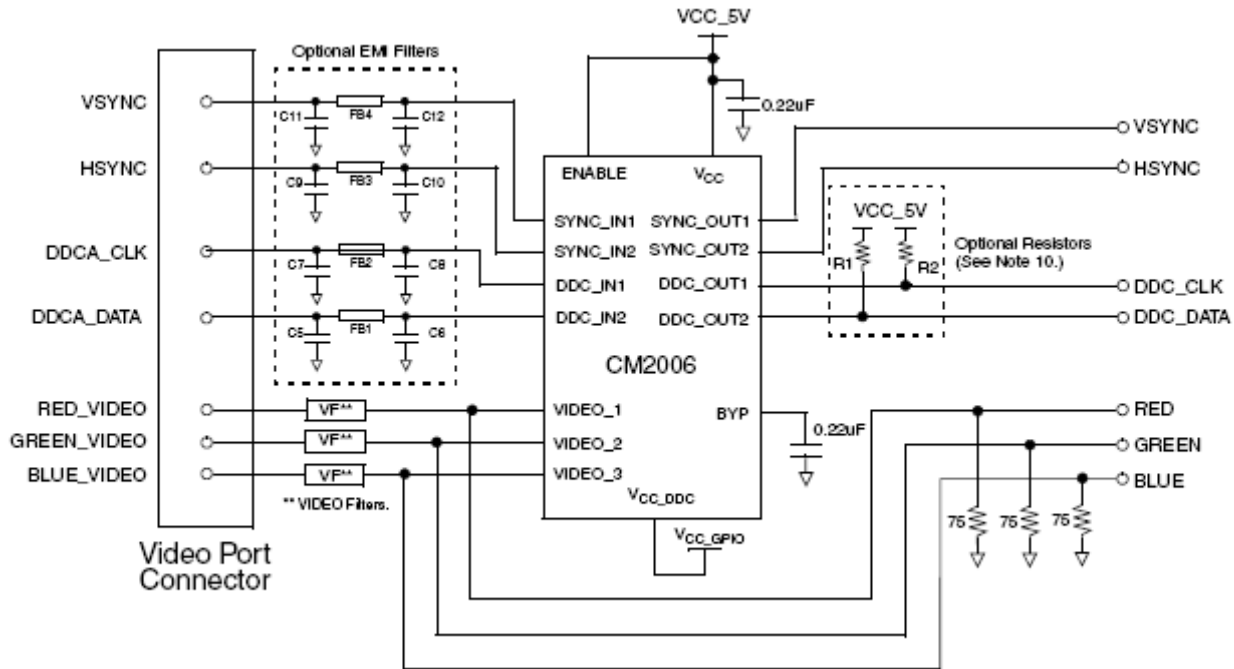 VCC_5V
Optional EMI Filters
0.22uF
VSYNC
C11
FB4
C12
VSYNC
HSYNC
C9
FB3
C10
HSYNC
ENABLE
VCC
SYNC_IN1
SYNC_OUT1
VCC_5V
SYNC_IN2
SYNC_OUT2
R1
R2
Optional Resistors
(See Note 10.)
DDCA_CLK
C7
FB2
C8
DDC_IN1
DDC_OUT1
DDC_CLK
DDCA_DATA
C5
FB1
C6
DDC_IN2
DDC_OUT2
DDC_DATA
CM2006
RED_VIDEO
VF**
VIDEO_1
BYP
RED
GREEN_VIDEO
VF**
VIDEO_2
0.22uF
GREEN
BLUE_VIDEO
VF**
VIDEO_3
BLUE
** VIDEO Filters.
VCC_DDC
75
75
75
VCC_GPIO
Video Port
Connector